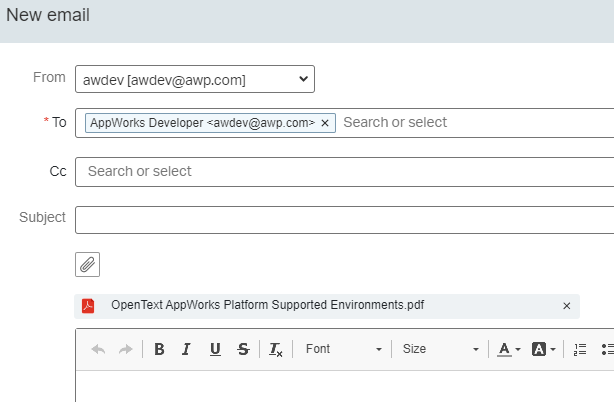 New email
From awdev [awdev@awp.com]
* To AppWorks Developer <awdev@awp.com> × Search or select
Cc Search or select
Subject
OpenText AppWorks Platform Supported Environments.pdf ×
B I U S Tx Font Size A A